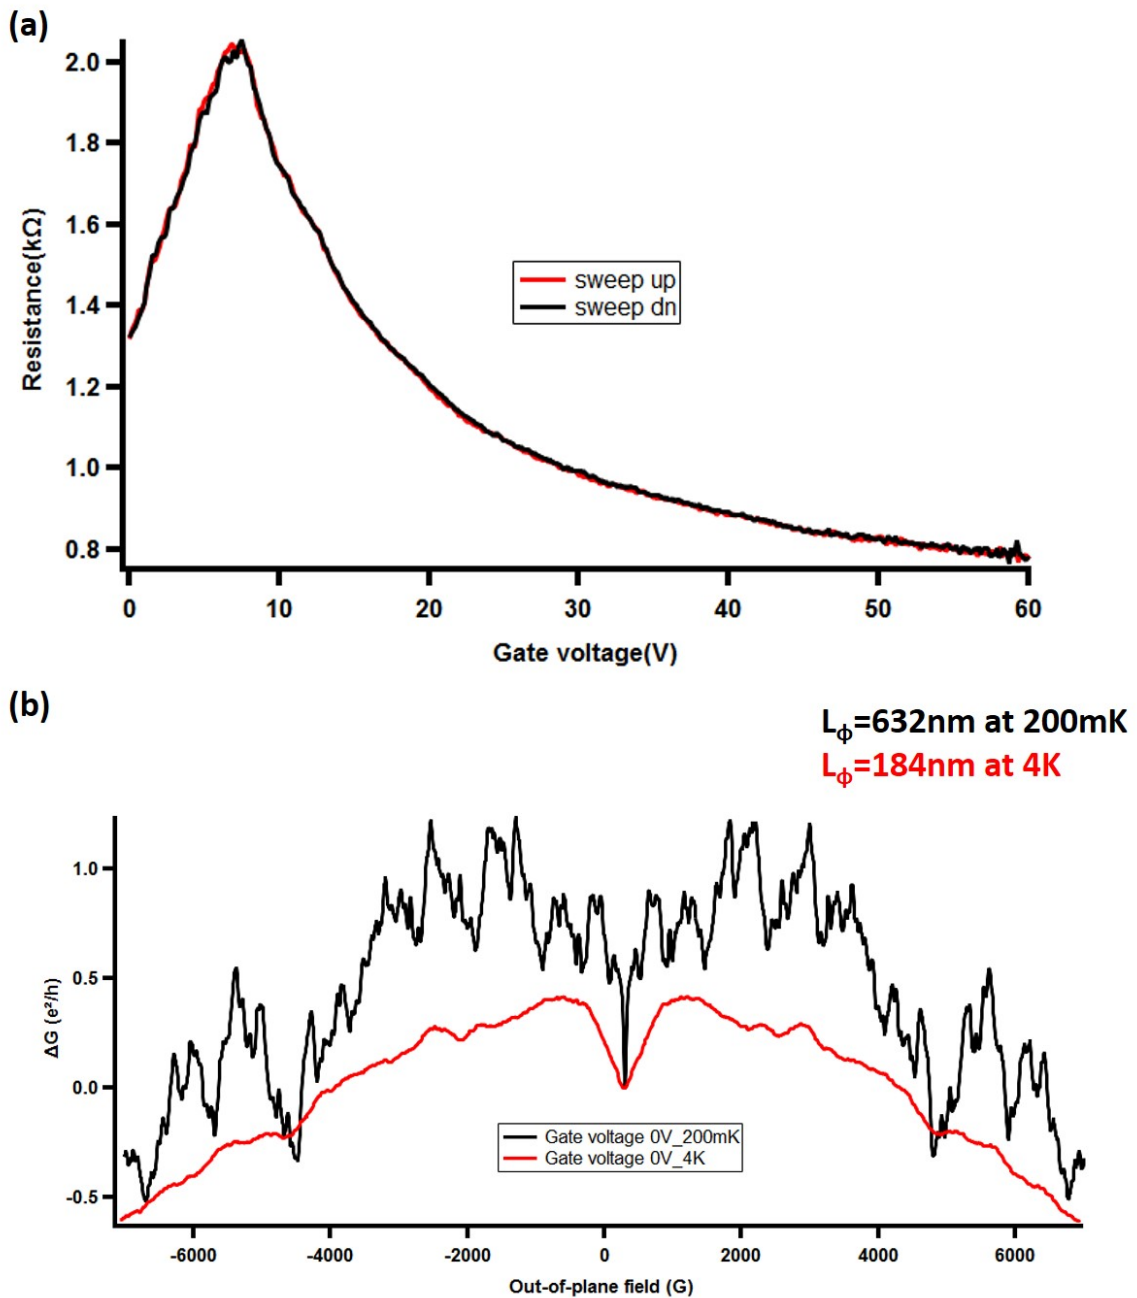 (a)
2.0
1.8
1.6
1.4
1.2
1.0
0.8
Resistance(kΩ)
sweep up
sweep dn
0 10 20 30 40 50 60
Gate voltage(V)
(b)
Lϕ=632nm at 200mK
Lϕ=184nm at 4K
1.0
0.5
0.0
-0.5
ΔG (e²/h)
Gate voltage 0V_200mK
Gate voltage 0V_4K
-6000 -4000 -2000 0 2000 4000 6000
Out-of-plane field (G)